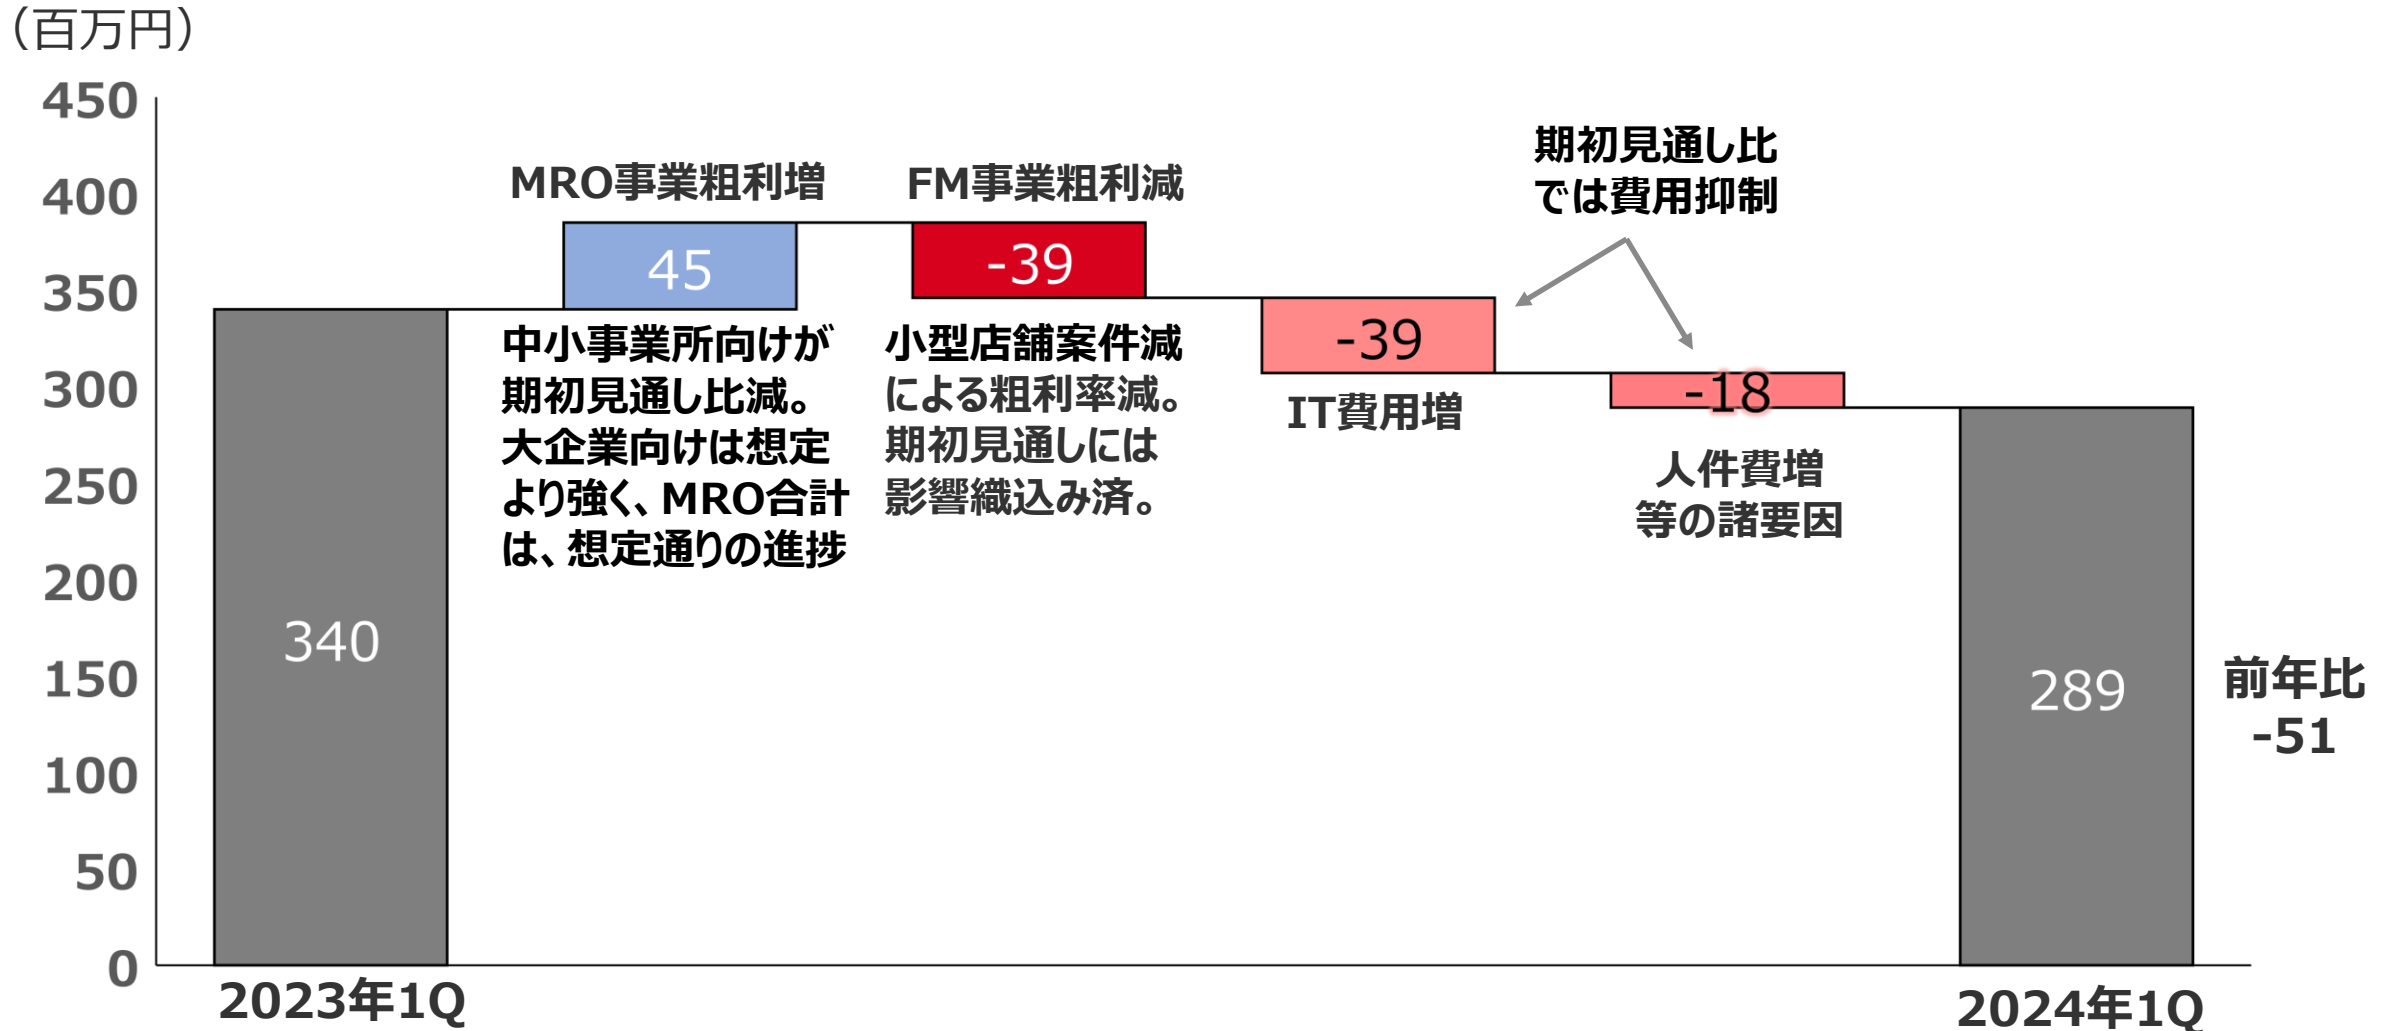 （百万円）
450
400
350
300
250
200
150
100
50
0
340
2023年1Q
MRO事業粗利増
45
中小事業所向けが
期初見通し比減。
大企業向けは想定
より強く、MRO合計
は、想定通りの進捗
FM事業粗利減
-39
小型店舗案件減
による粗利率減。
期初見通しには
影響織込み済。
-39
IT費用増
期初見通し比
では費用抑制
-18
人件費増
等の諸要因
289
2024年1Q
前年比
-51